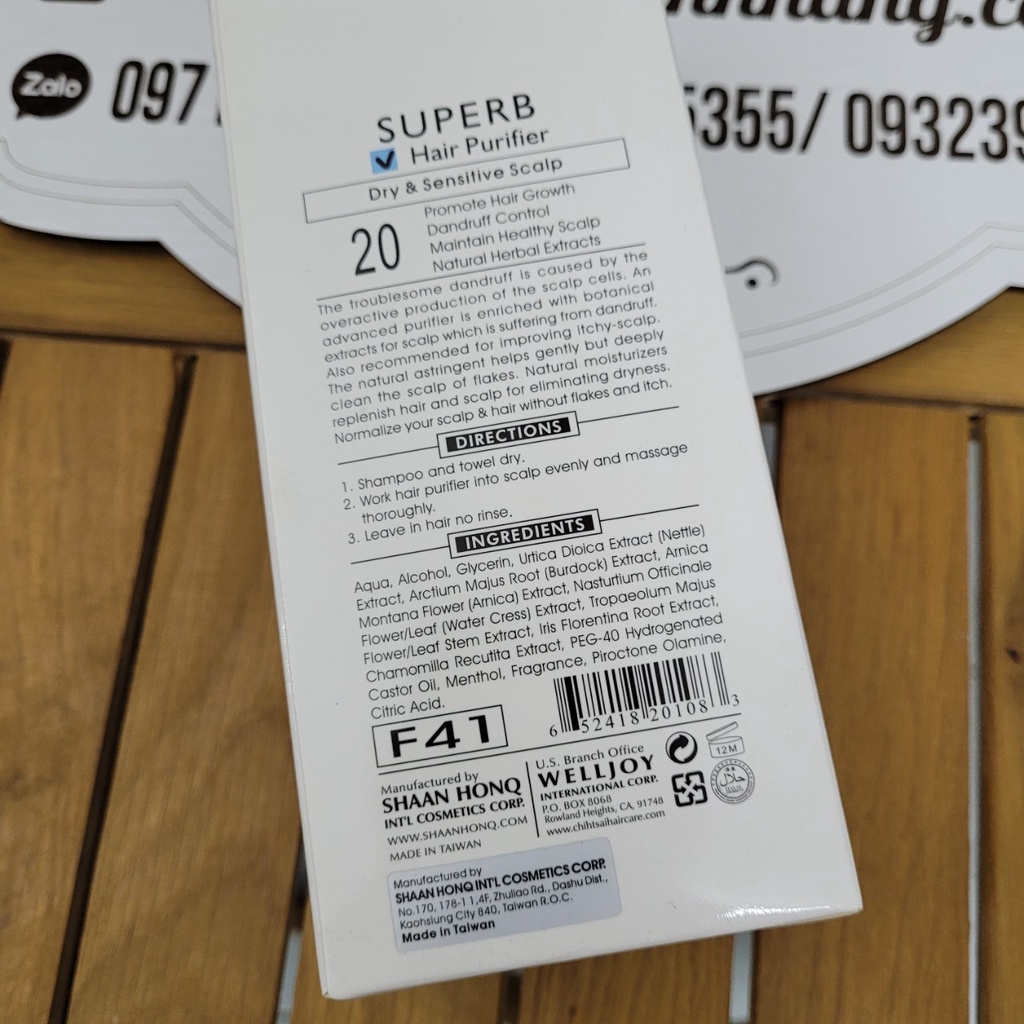 Zalo 097
5355/ 093239
SUPERB
Hair Purifier
Dry & Sensitive Scalp
20
Promote Hair Growth
Dandruff Control
Maintain Healthy Scalp
Natural Herbal Extracts
The troublesome dandruff is caused by the
overactive production of the scalp cells. An
advanced purifier is enriched with botanical
extracts for scalp which is suffering from dandruff.
Also recommended for improving itchy-scalp.
The natural astringent helps gently but deeply
clean the scalp of flakes. Natural moisturizers
replenish hair and scalp for eliminating dryness.
Normalize your scalp & hair without flakes and itch.
DIRECTIONS
1. Shampoo and towel dry.
2. Work hair purifier into scalp evenly and massage
thoroughly.
3. Leave in hair no rinse.
INGREDIENTS
Aqua, Alcohol, Glycerin, Urtica Dioica Extract (Nettle)
Extract, Arctium Majus Root (Burdock) Extract, Arnica
Montana Flower (Arnica) Extract, Nasturtium Officinale
Flower/Leaf (Water Cress) Extract, Tropaeolum Majus
Flower/Leaf Stem Extract, Iris Florentina Root Extract,
Chamomilla Recutita Extract, PEG-40 Hydrogenated
Castor Oil, Menthol, Fragrance, Piroctone Olamine,
Citric Acid.
F41
6 52418 20108 3
Manufactured by
SHAAN HONQ
INT'L COSMETICS CORP.
WWW.SHAANHONQ.COM
MADE IN TAIWAN
U.S. Branch Office
WELLJOY
INTERNATIONAL CORP.
P.O. BOX 8068
Rowland Heights, CA, 91748
www.chihtsaihaircare.com
12M
حلال
Manufactured by
SHAAN HONQ INT'L COSMETICS CORP.
No.170, 178-1 1,4F, Zhuliao Rd., Dashu Dist.,
Kaohsiung City 840, Taiwan R.O.C.
Made in Taiwan